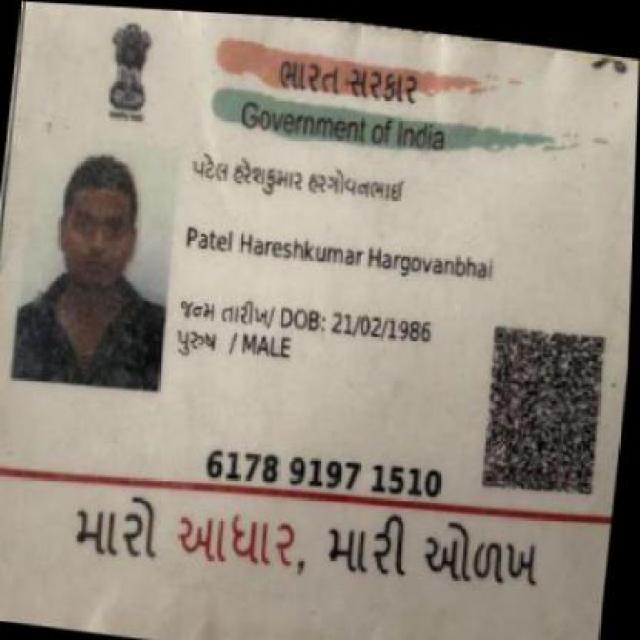 ભારત સરકાર
Government of India
પટેલ હરેશકુમાર હરગોવનભાઈ
Patel Hareshkumar Hargovanbhai
જન્મ તારીખ/ DOB: 21/02/1986
પુરુષ / MALE
6178 9197 1510
મારો આધાર, મારી ઓળખ